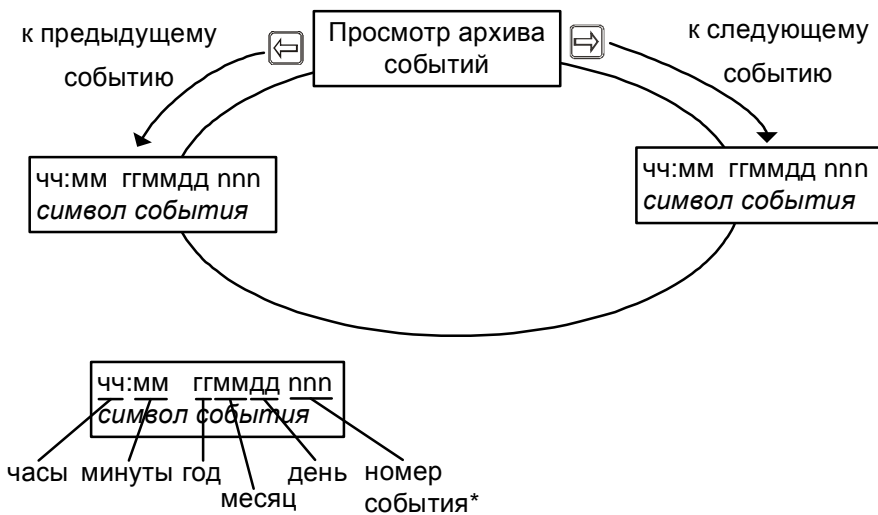 к предыдущему
событию
Просмотр архива
событий
к следующему
событию
чч:мм ггммдд nnn
символ события
чч:мм ггммдд nnn
символ события
чч:мм ггммдд nnn
символ события
часы минуты год
месяц
день
номер
события*